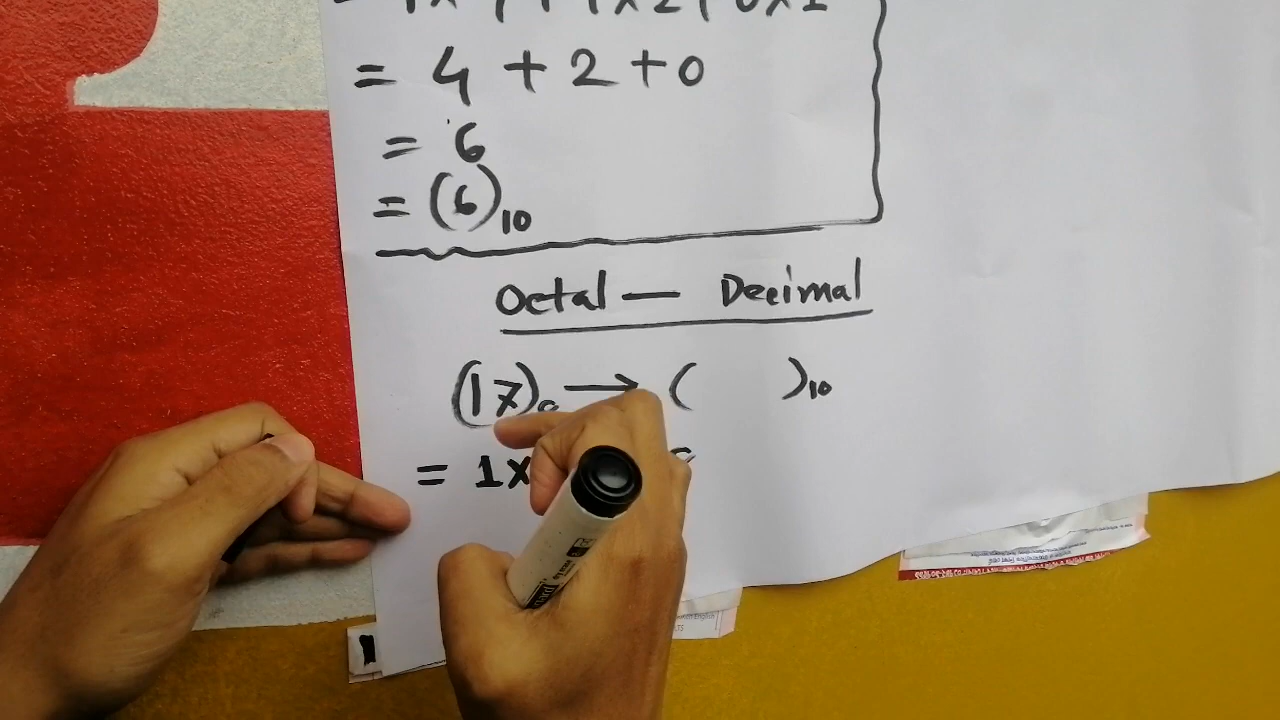 = 4 + 2 + 0
= 6
= (6)10
Octal — Decimal
(17)8 → ( )10
= 1x